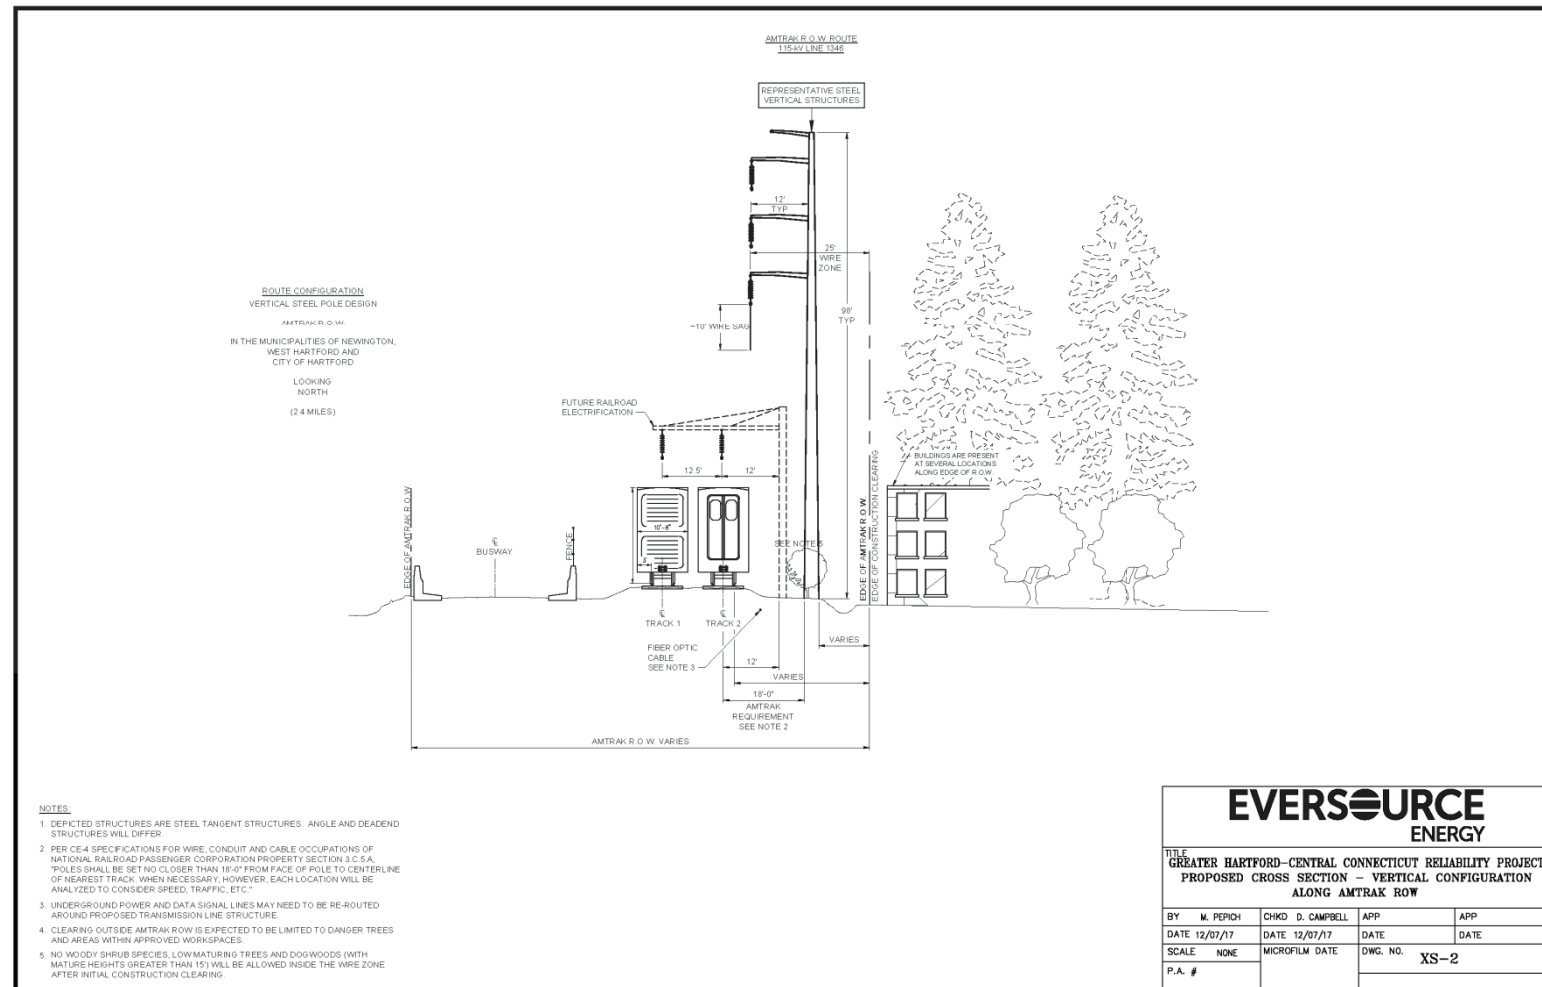 AMTRAK R.O.W. ROUTE
115-kV LINE 1346
REPRESENTATIVE STEEL
VERTICAL STRUCTURES
12'
TYP
25'
WIRE
ZONE
98'
TYP
~10' WIRE SAG
ROUTE CONFIGURATION
VERTICAL STEEL POLE DESIGN
AMTRAK R.O.W.
IN THE MUNICIPALITIES OF NEWINGTON,
WEST HARTFORD AND
CITY OF HARTFORD
LOOKING
NORTH
(2.4 MILES)
FUTURE RAILROAD
ELECTRIFICATION
12.5'
12'
BUILDINGS ARE PRESENT
AT SEVERAL LOCATIONS
ALONG EDGE OF R.O.W.
EDGE OF AMTRAK R.O.W.
℄
BUSWAY
FENCE
10'-6"
5'
SEE NOTE 5
EDGE OF AMTRAK R.O.W.
EDGE OF CONSTRUCTION CLEARING
℄
TRACK 1
℄
TRACK 2
FIBER OPTIC
CABLE
SEE NOTE 3
12'
VARIES
VARIES
18'-0"
AMTRAK
REQUIREMENT
SEE NOTE 2
AMTRAK R.O.W. VARIES
NOTES:
1. DEPICTED STRUCTURES ARE STEEL TANGENT STRUCTURES. ANGLE AND DEADEND
STRUCTURES WILL DIFFER.
2. PER CE-4 SPECIFICATIONS FOR WIRE, CONDUIT AND CABLE OCCUPATIONS OF
NATIONAL RAILROAD PASSENGER CORPORATION PROPERTY SECTION 3.C.5.A,
"POLES SHALL BE SET NO CLOSER THAN 18'-0" FROM FACE OF POLE TO CENTERLINE
OF NEAREST TRACK. WHEN NECESSARY, HOWEVER, EACH LOCATION WILL BE
ANALYZED TO CONSIDER SPEED, TRAFFIC, ETC."
3. UNDERGROUND POWER AND DATA SIGNAL LINES MAY NEED TO BE RE-ROUTED
AROUND PROPOSED TRANSMISSION LINE STRUCTURE.
4. CLEARING OUTSIDE AMTRAK ROW IS EXPECTED TO BE LIMITED TO DANGER TREES
AND AREAS WITHIN APPROVED WORKSPACES.
5. NO WOODY SHRUB SPECIES, LOW MATURING TREES AND DOGWOODS (WITH
MATURE HEIGHTS GREATER THAN 15') WILL BE ALLOWED INSIDE THE WIRE ZONE
AFTER INITIAL CONSTRUCTION CLEARING.
EVERSOURCE
ENERGY
TITLE
GREATER HARTFORD-CENTRAL CONNECTICUT RELIABILITY PROJECT
PROPOSED CROSS SECTION - VERTICAL CONFIGURATION
ALONG AMTRAK ROW
BY M. PEPICH CHKD D. CAMPBELL APP APP
DATE 12/07/17 DATE 12/07/17 DATE DATE
SCALE NONE MICROFILM DATE DWG. NO. XS-2
P.A. #